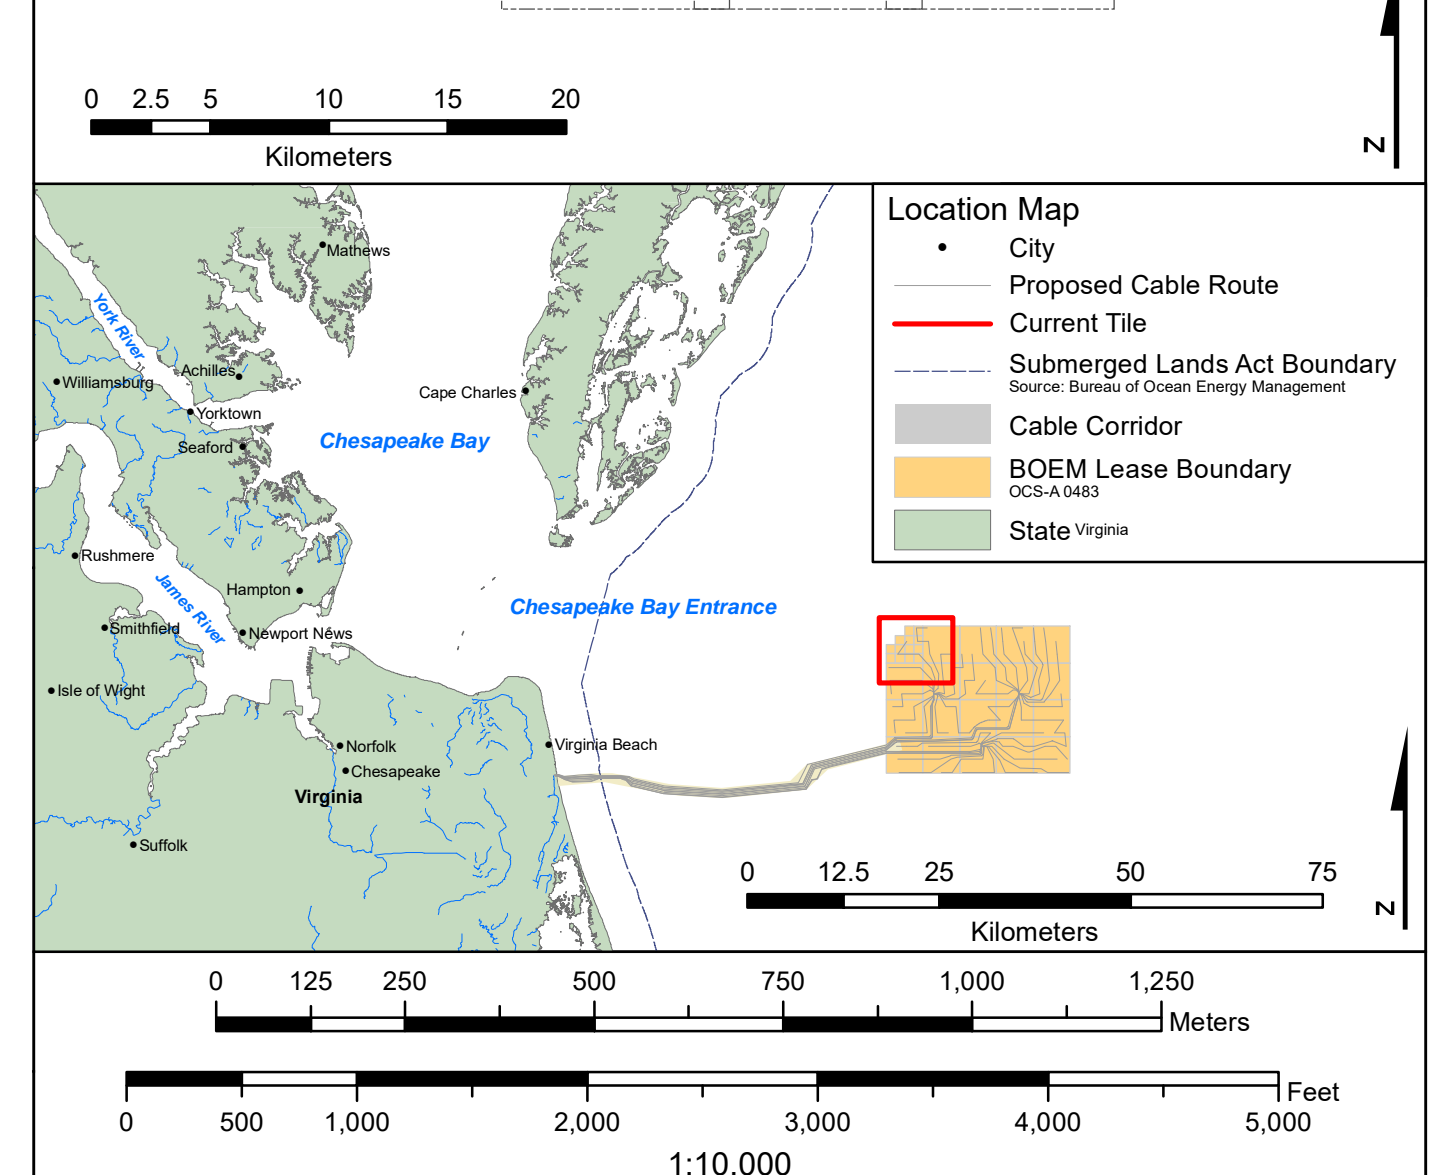 0 2.5 5 10 15 20
Kilometers
N
Location Map
City
Proposed Cable Route
Current Tile
Submerged Lands Act Boundary
Source: Bureau of Ocean Energy Management
Cable Corridor
BOEM Lease Boundary
OCS-A 0483
State Virginia
Mathews
York River
Achilles
Williamsburg
Cape Charles
Yorktown
Chesapeake Bay
Seaford
Rushmere
James River
Hampton
Chesapeake Bay Entrance
Smithfield
Newport News
Isle of Wight
Norfolk
Virginia Beach
Chesapeake
Virginia
Suffolk
0 12.5 25 50 75
Kilometers
N
0 125 250 500 750 1,000 1,250
Meters
Feet
0 500 1,000 2,000 3,000 4,000 5,000
1:10,000